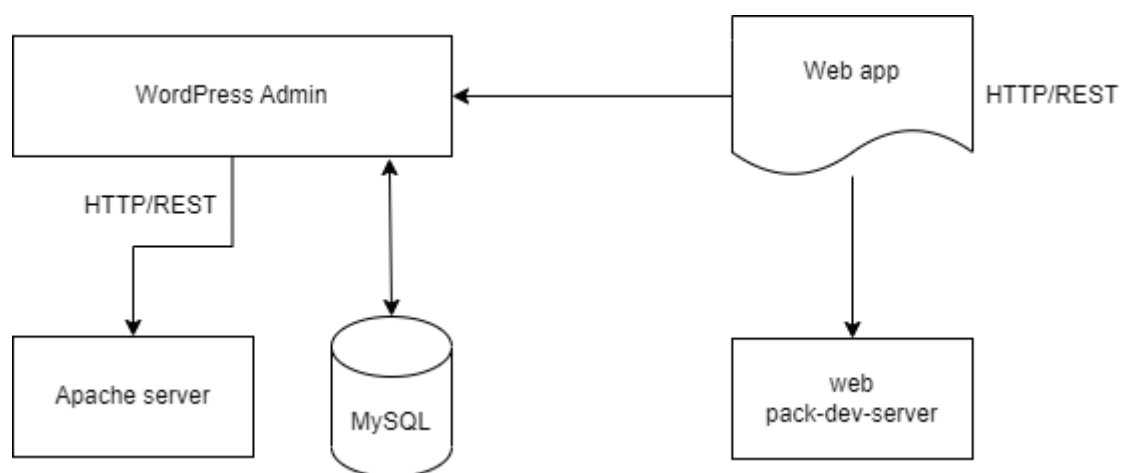 Web app
WordPress Admin
HTTP/REST
HTTP/REST
Apache server
MySQL
web
pack-dev-server